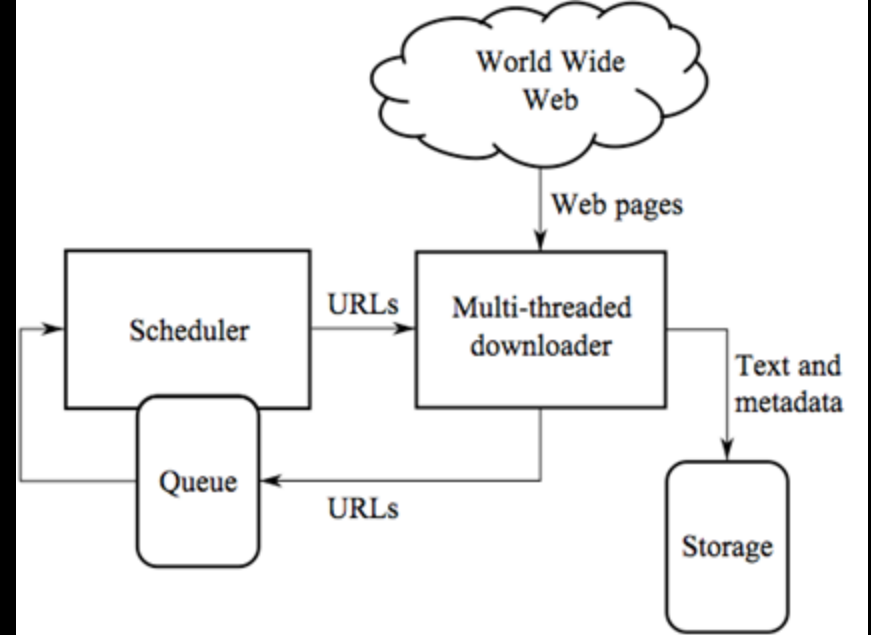 World Wide
Web
Web pages
Scheduler
URLs
Multi-threaded
downloader
Text and
metadata
Queue
URLs
Storage